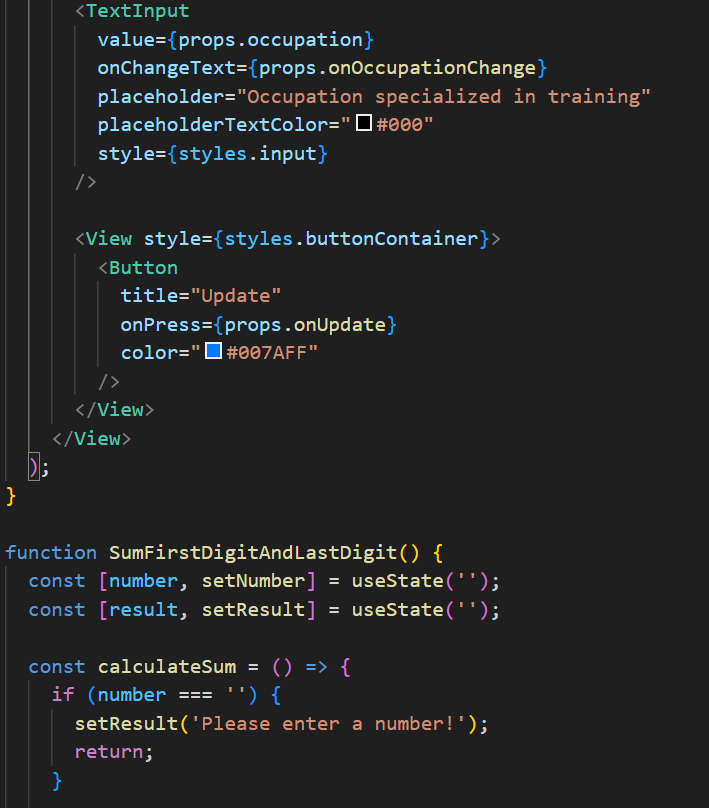 <TextInput
value={props.occupation}
onChangeText={props.onOccupationChange}
placeholder="Occupation specialized in training"
placeholderTextColor="#000"
style={styles.input}
/>
<View style={styles.buttonContainer}>
<Button
title="Update"
onPress={props.onUpdate}
color="#007AFF"
/>
</View>
</View>
);
}
function SumFirstDigitAndLastDigit() {
const [number, setNumber] = useState('');
const [result, setResult] = useState('');
const calculateSum = () => {
if (number === '') {
setResult('Please enter a number!');
return;
}